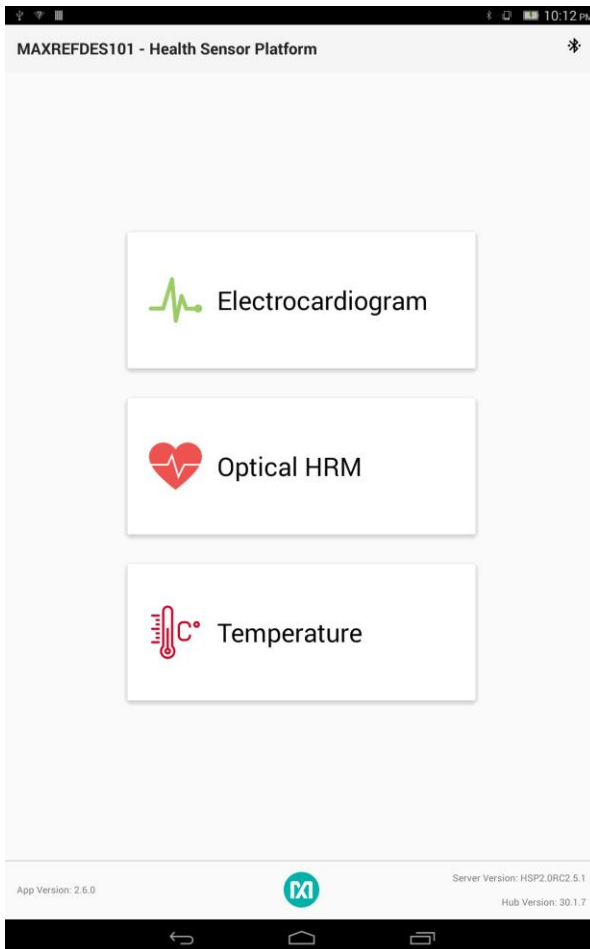 10:12 PM
MAXREFDES101 - Health Sensor Platform
Electrocardiogram
Optical HRM
C° Temperature
App Version: 2.6.0
Server Version: HSP2.0RC2.5.1
Hub Version: 30.1.7